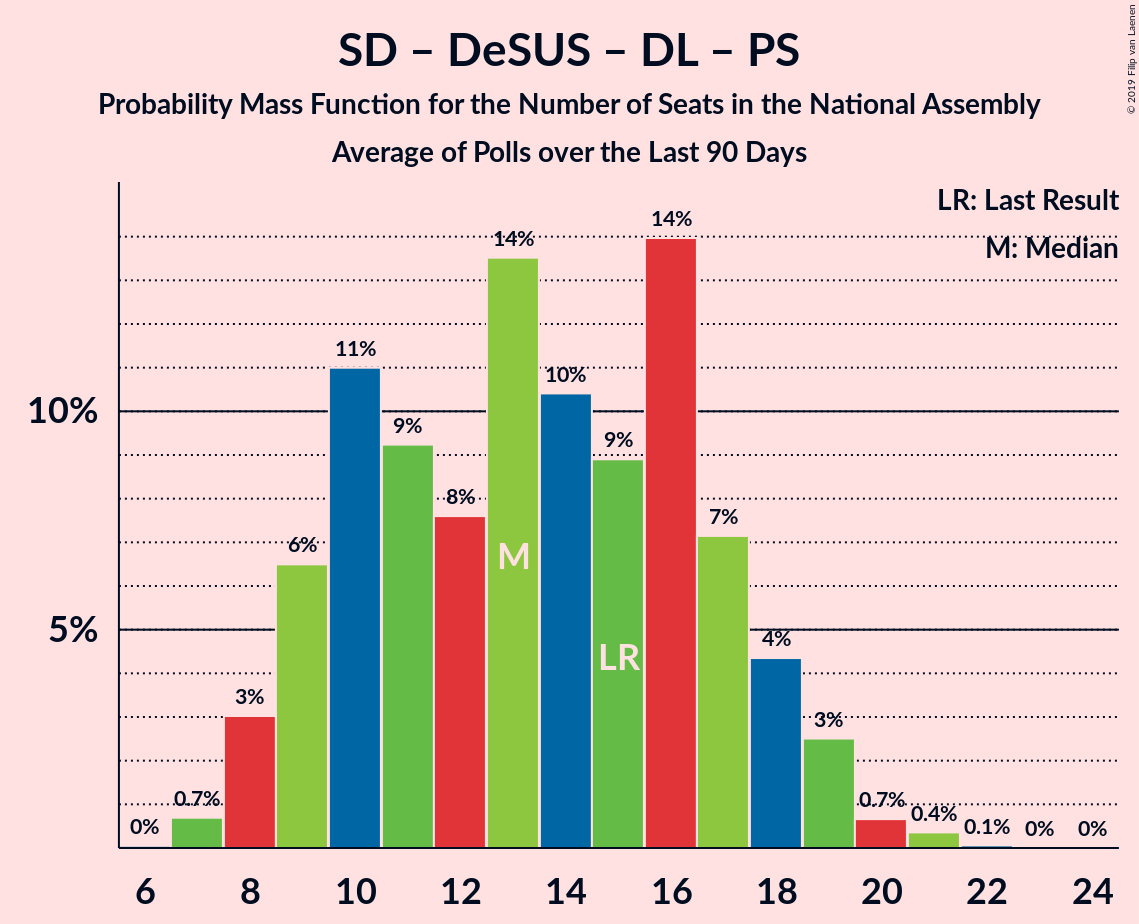 SD – DeSUS – DL – PS
Probability Mass Function for the Number of Seats in the National Assembly
Average of Polls over the Last 90 Days
© 2019 Filip van Laenen
LR: Last Result
M: Median
10%
5%
0%
0.7%
3%
6%
11%
9%
8%
14%
10%
9%
14%
7%
4%
3%
0.7%
0.4%
0.1%
0%
0%
M
LR
6 8 10 12 14 16 18 20 22 24